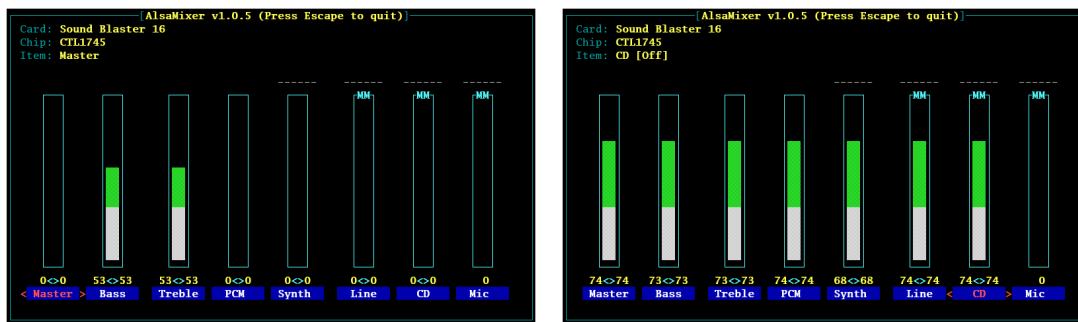 [AlsaMixer v1.0.5 (Press Escape to quit)]
Card: Sound Blaster 16
Chip: CTL1745
Item: Master
------ ------ ------ ------
MM MM MM
0<>0 53<>53 53<>53 0<>0 0<>0 0<>0 0<>0 0
< Master > Bass Treble PCM Synth Line CD Mic
[AlsaMixer v1.0.5 (Press Escape to quit)]
Card: Sound Blaster 16
Chip: CTL1745
Item: CD [Off]
------ ------ ------ ------
MM MM MM
74<>74 73<>73 73<>73 74<>74 68<>68 74<>74 74<>74 0
Master Bass Treble PCM Synth Line < CD > Mic